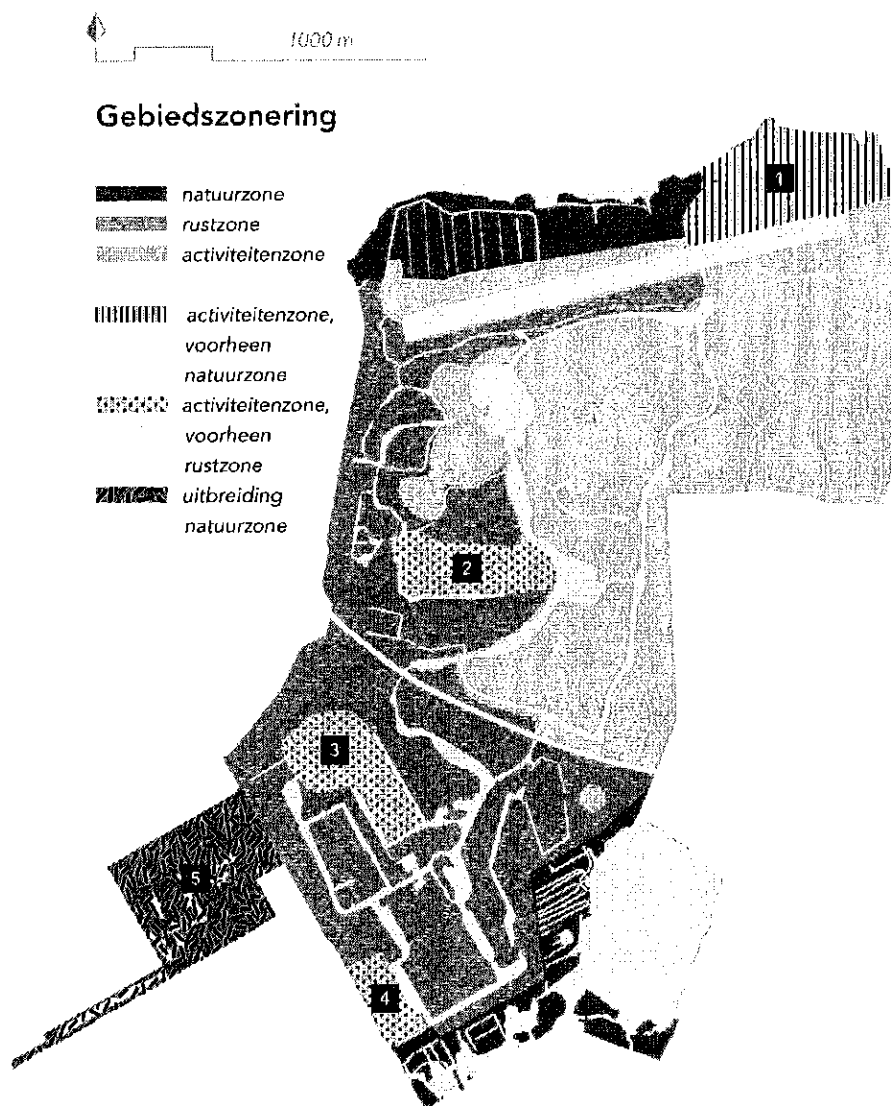 1000 m
Gebiedszonering
natuurzone
rustzone
activiteitenzone
activiteitenzone,
voorheen
natuurzone
activiteitenzone,
voorheen
rustzone
uitbreiding
natuurzone
1
2
3
5
4